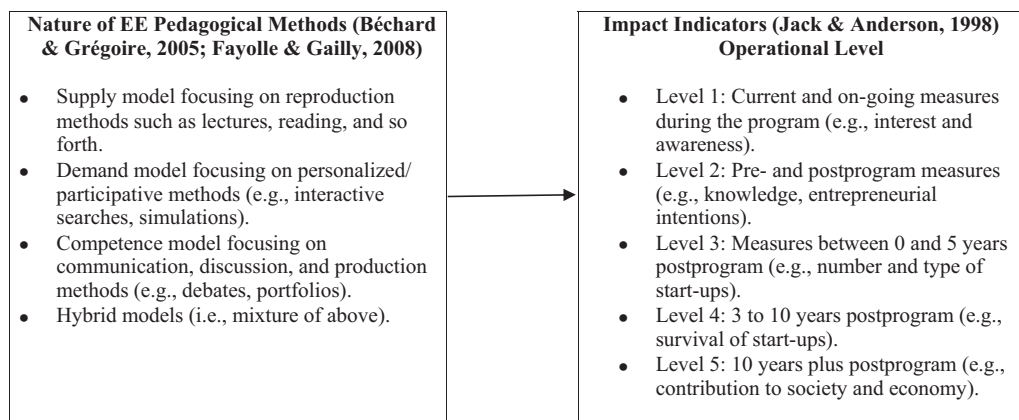 Nature of EE Pedagogical Methods (Béchard
& Grégoire, 2005; Fayolle & Gailly, 2008)
● Supply model focusing on reproduction
methods such as lectures, reading, and so
forth.
● Demand model focusing on personalized/
participative methods (e.g., interactive
searches, simulations).
● Competence model focusing on
communication, discussion, and production
methods (e.g., debates, portfolios).
● Hybrid models (i.e., mixture of above).
Impact Indicators (Jack & Anderson, 1998)
Operational Level
● Level 1: Current and on-going measures
during the program (e.g., interest and
awareness).
● Level 2: Pre- and postprogram measures
(e.g., knowledge, entrepreneurial
intentions).
● Level 3: Measures between 0 and 5 years
postprogram (e.g., number and type of
start-ups).
● Level 4: 3 to 10 years postprogram (e.g.,
survival of start-ups).
● Level 5: 10 years plus postprogram (e.g.,
contribution to society and economy).